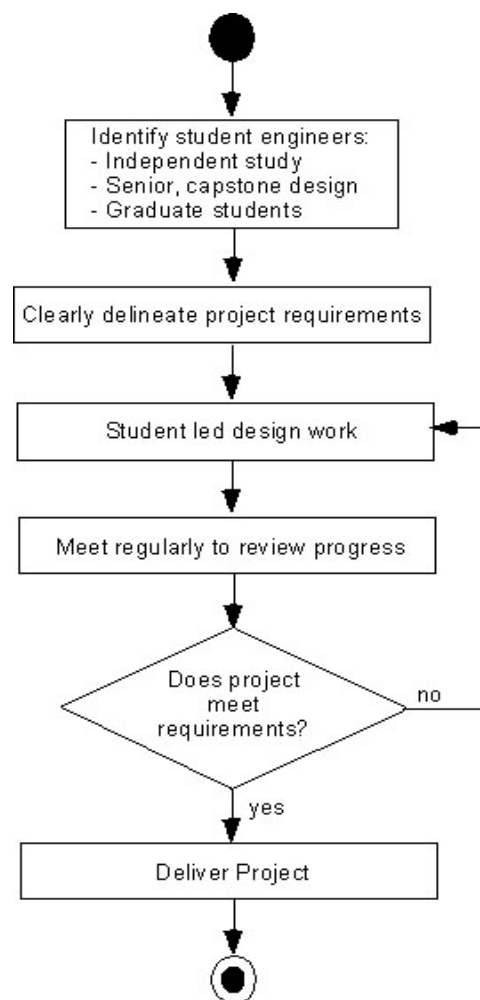 Identify student engineers:
- Independent study
- Senior, capstone design
- Graduate students
Clearly delineate project requirements
Student led design work
Meet regularly to review progress
Does project
meet
requirements?
no
yes
Deliver Project